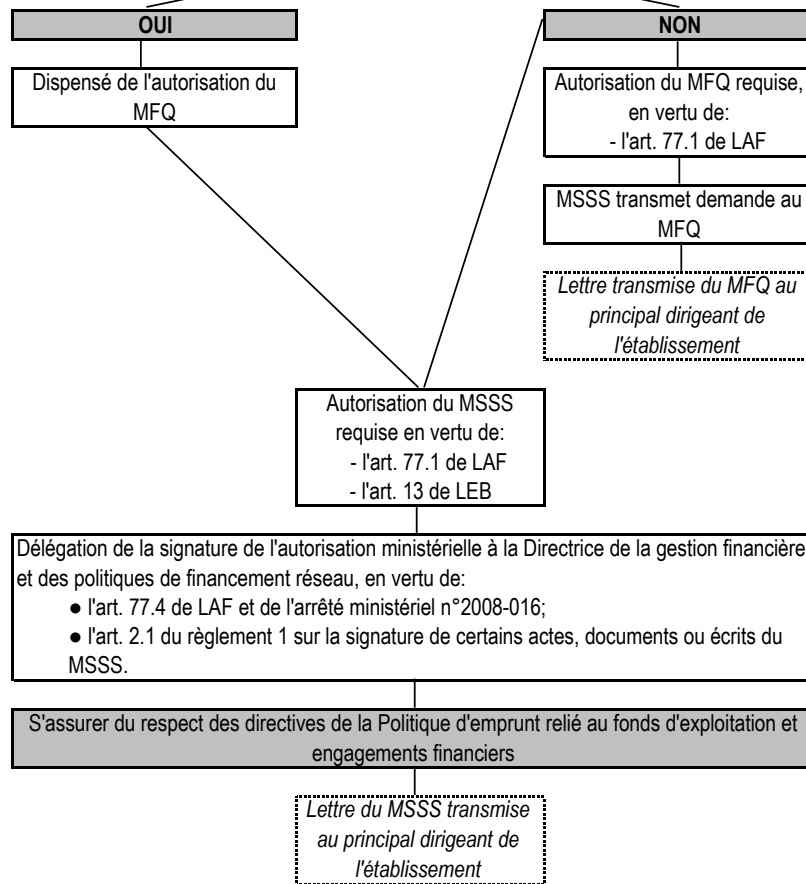 OUI
Dispensé de l'autorisation du
MFQ
NON
Autorisation du MFQ requise,
en vertu de:
- l'art. 77.1 de LAF
MSSS transmet demande au
MFQ
Lettre transmise du MFQ au
principal dirigeant de
l'établissement
Autorisation du MSSS
requise en vertu de:
- l'art. 77.1 de LAF
- l'art. 13 de LEB
Délégation de la signature de l'autorisation ministérielle à la Directrice de la gestion financière
et des politiques de financement réseau, en vertu de:
● l'art. 77.4 de LAF et de l'arrêté ministériel n°2008-016;
● l'art. 2.1 du règlement 1 sur la signature de certains actes, documents ou écrits du
MSSS.
S'assurer du respect des directives de la Politique d'emprunt relié au fonds d'exploitation et
engagements financiers
Lettre du MSSS transmise
au principal dirigeant de
l'établissement